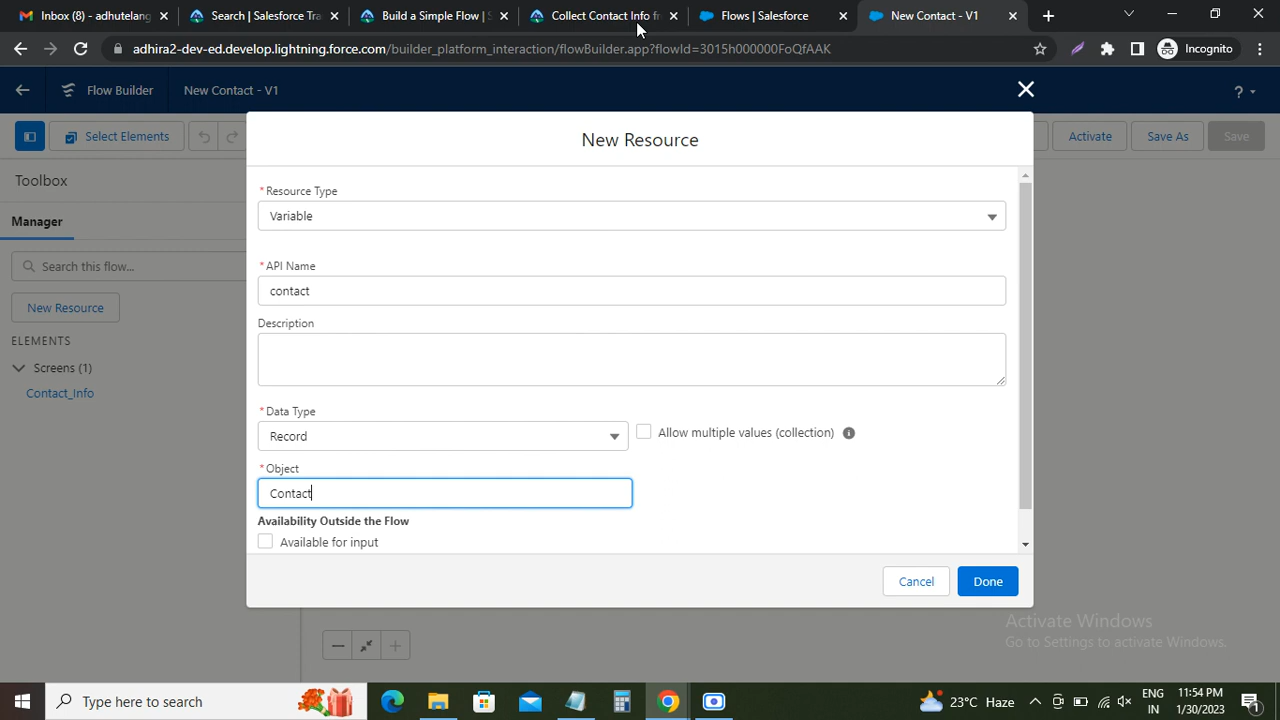 Inbox (8) - adhutelang
Search | Salesforce Tra
Build a Simple Flow | S
Collect Contact Info fr
Flows | Salesforce
New Contact - V1
adhira2-dev-ed.develop.lightning.force.com/builder_platform_interaction/flowBuilder.app?flowId=3015h000000FoQfAAK
Incognito
Flow Builder
New Contact - V1
?
Select Elements
Activate
Save As
Save
Toolbox
Manager
Search this flow...
New Resource
ELEMENTS
Screens (1)
Contact_Info
New Resource
*Resource Type
Variable
*API Name
contact
Description
*Data Type
Record
Allow multiple values (collection)
*Object
Contact
Availability Outside the Flow
Available for input
Cancel
Done
Activate Windows
Go to Settings to activate Windows.
Type here to search
23°C Haze
ENG
IN
11:54 PM
1/30/2023
1